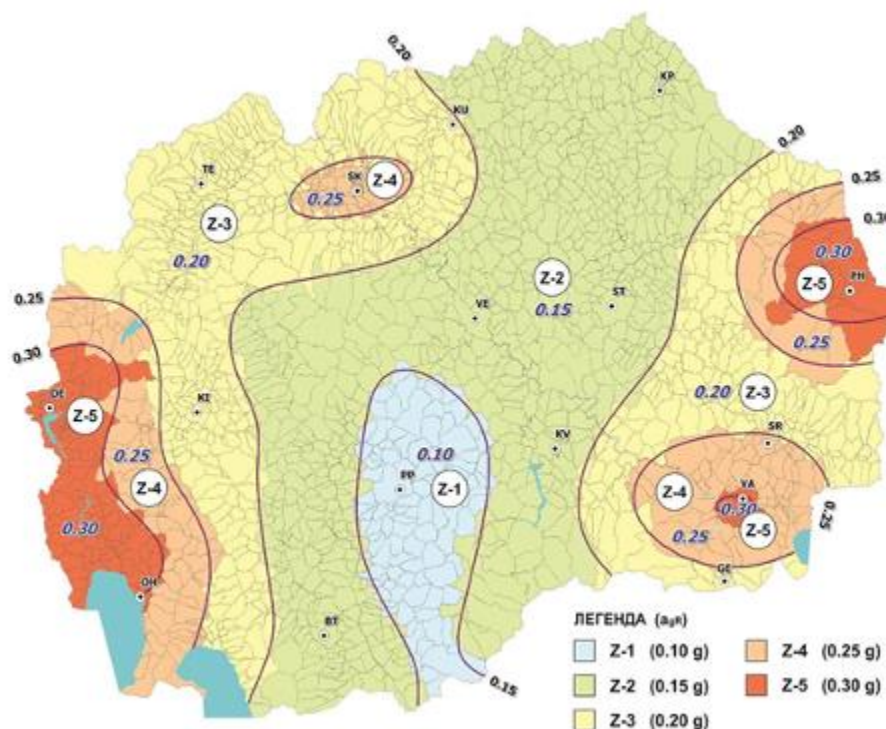 0.20
KP
KU
0.20
TE
SK
Z-4
0.25
0.25
Z-3
0.30
0.30
0.20
Z-2
Z-5
PH
0.25
VE
0.15
ST
0.30
0.25
DE
Z-5
KI
0.20
Z-3
SR
0.25
0.10
KV
Z-4
PP
Z-1
Z-4
VA
0.30
0.30
0.25
Z-5
0.25
OH
GE
BT
0.15
ЛЕГЕНДА (agR)
Z-1 (0.10 g)
Z-4 (0.25 g)
Z-2 (0.15 g)
Z-5 (0.30 g)
Z-3 (0.20 g)